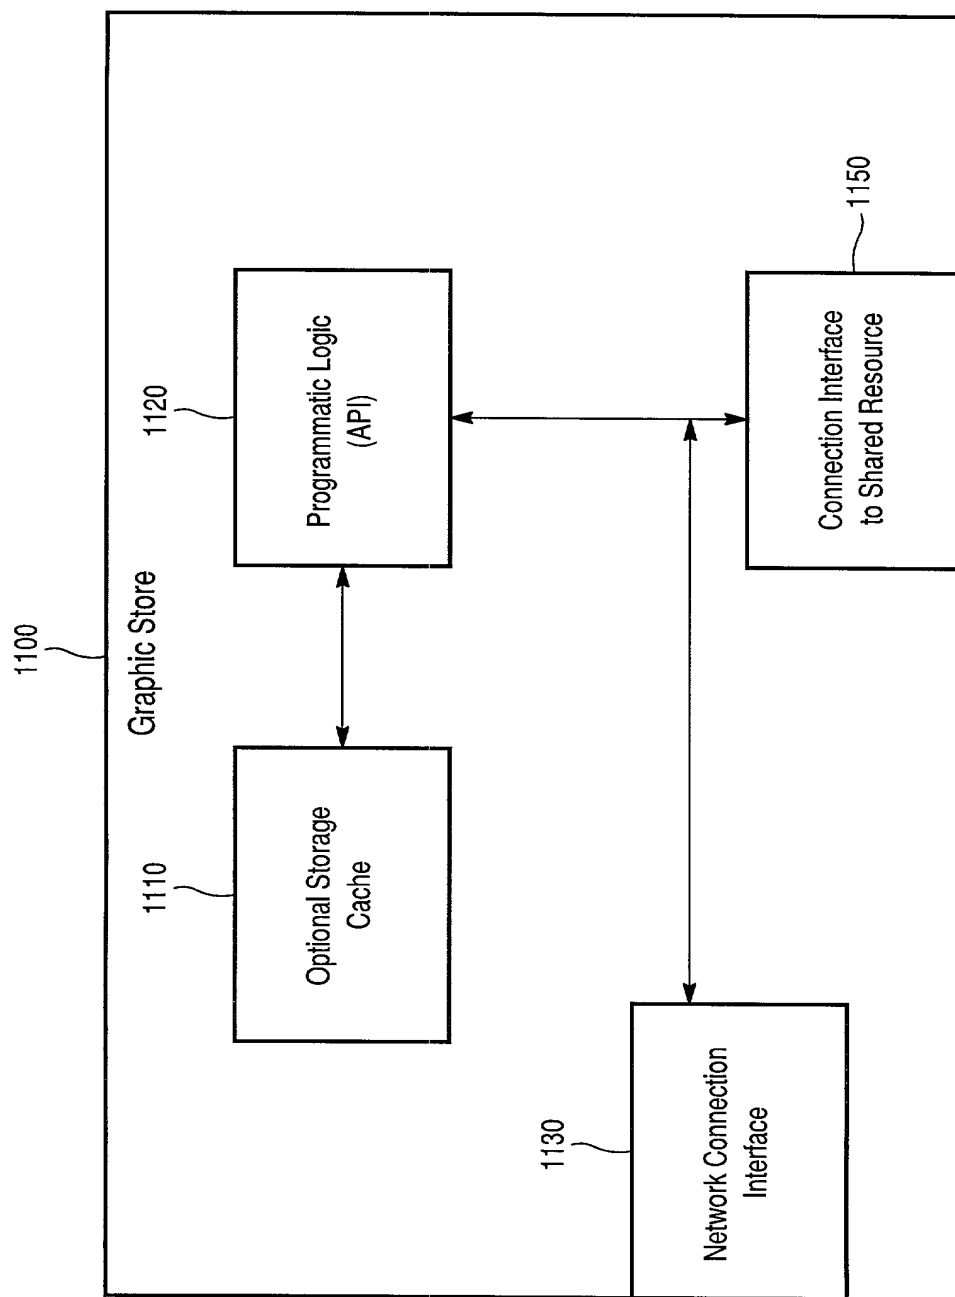 1100
Graphic Store
1110
Optional Storage
Cache
1120
Programmatic Logic
(API)
1130
Network Connection
Interface
Connection Interface
to Shared Resource
1150